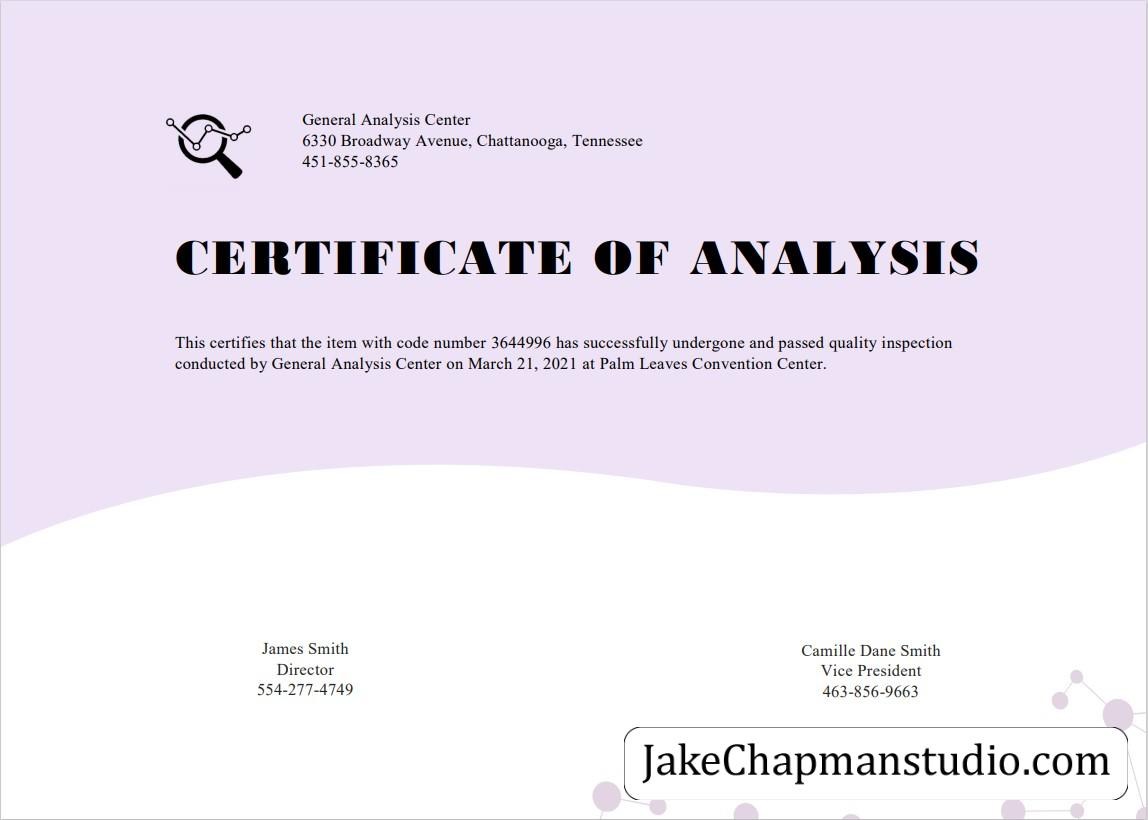 General Analysis Center
6330 Broadway Avenue, Chattanooga, Tennessee
451-855-8365
CERTIFICATE OF ANALYSIS
This certifies that the item with code number 3644996 has successfully undergone and passed quality inspection
conducted by General Analysis Center on March 21, 2021 at Palm Leaves Convention Center.
James Smith
Director
554-277-4749
Camille Dane Smith
Vice President
463-856-9663
JakeChapmanstudio.com